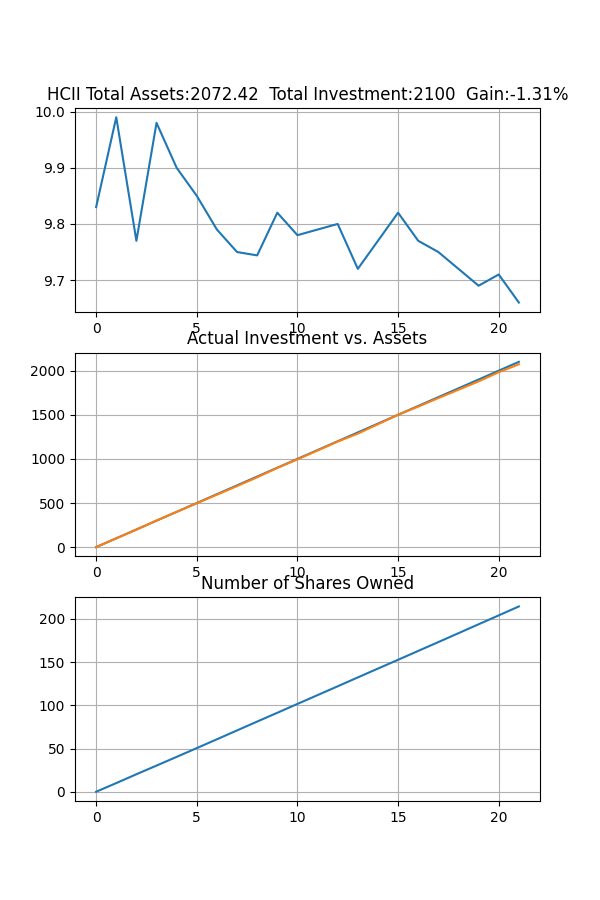 HCII Total Assets:2072.42  Total Investment:2100  Gain:-1.31%
10.0
9.9
9.8
9.7
0 5 10 15 20
Actual Investment vs. Assets
2000
1500
1000
500
0
0 5 10 15 20
Number of Shares Owned
200
150
100
50
0
0 5 10 15 20